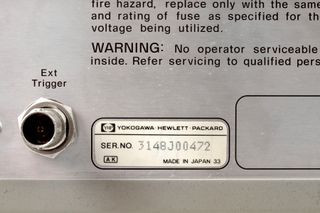 fire hazard, replace only with the same
and rating of fuse as specified for the
voltage being utilized.
WARNING: No operator serviceable
inside. Refer servicing to qualified pers
Ext
Trigger
hp YOKOGAWA-HEWLETT-PACKARD
SER. NO. 3148J00472
AK MADE IN JAPAN 33